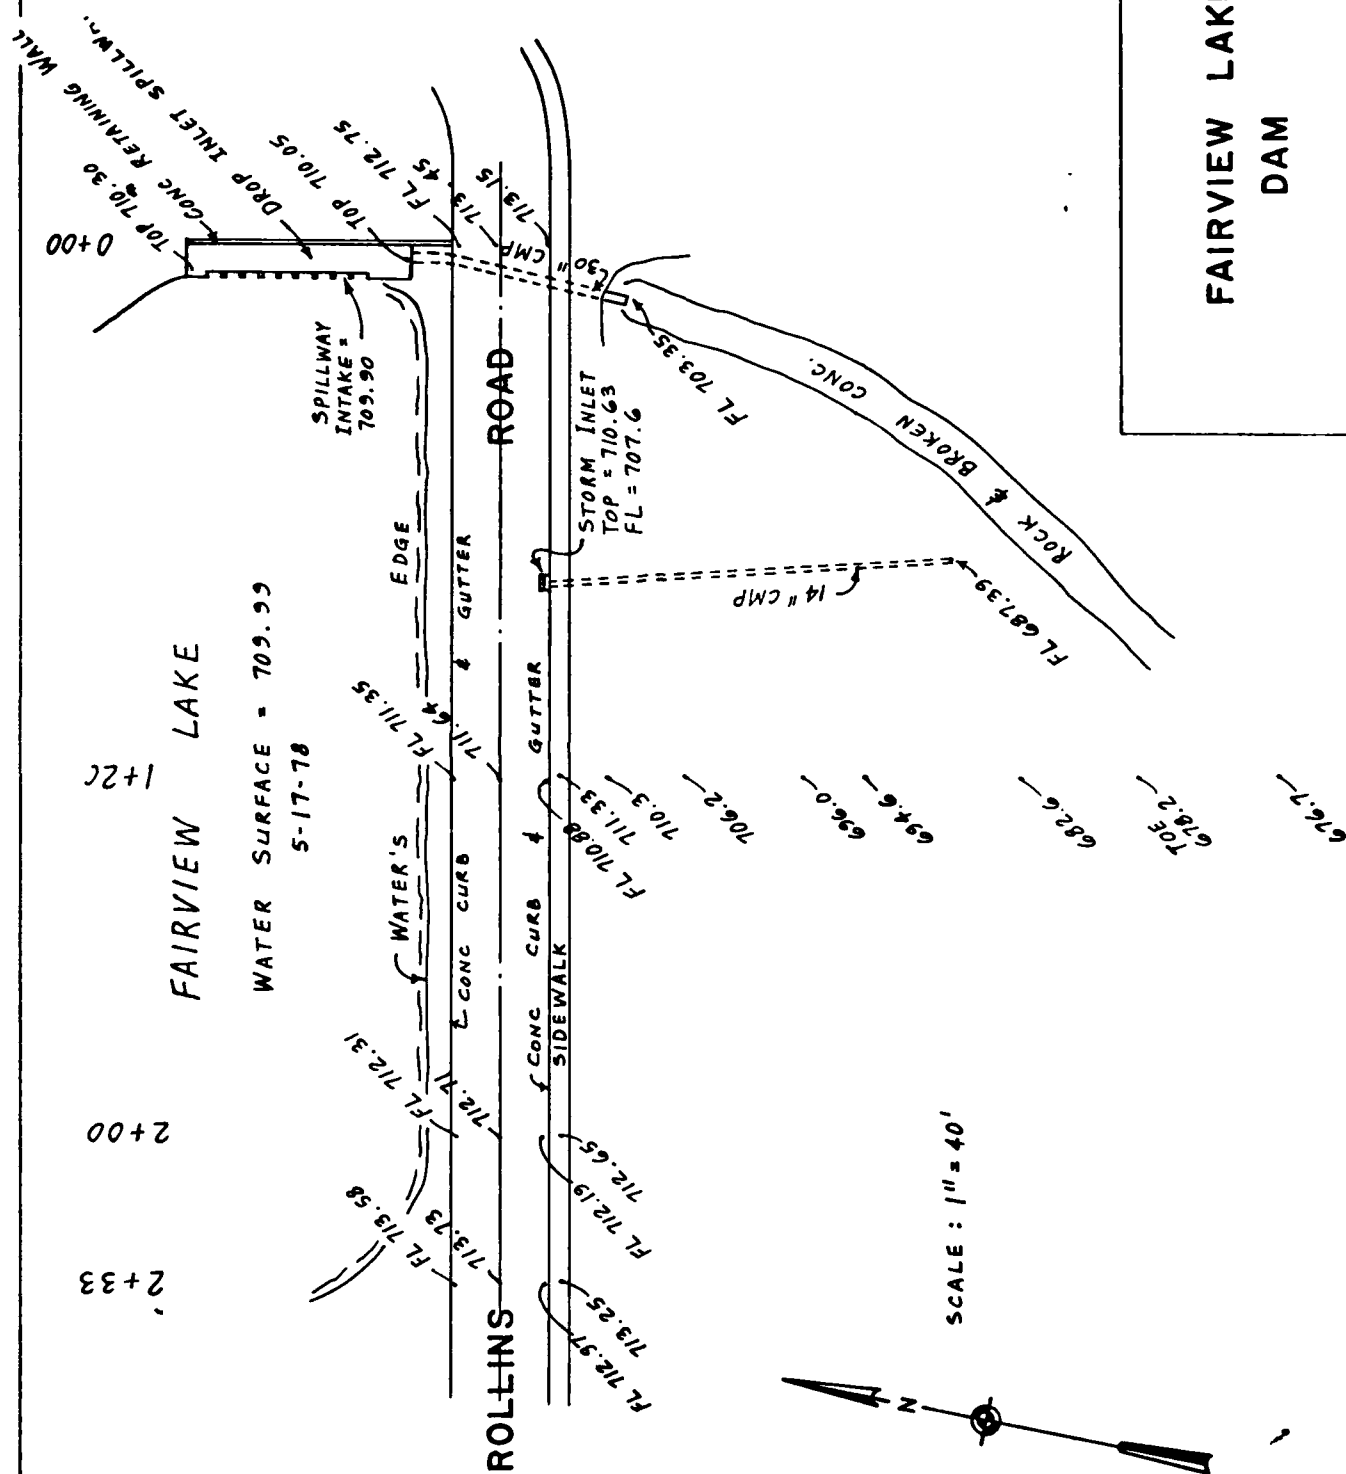 FAIRVIEW LAKE
DAM
CONC RETAINING WALL
DROP INLET
TOP 710.30
TOP 710.05
FL 712.75
713.45
713.15
0+00
SPILLWAY
INTAKE =
709.90
30" CMP
FL 703.35
ROCK & BROKEN CONC.
STORM INLET
TOP = 710.63
FL = 707.6
14" CMP
FL 687.39
ROLLINS ROAD
FAIRVIEW LAKE
WATER SURFACE = 709.99
5-17-78
WATER'S EDGE
CONC CURB & GUTTER
CONC CURB & GUTTER
SIDEWALK
FL 711.35
711.64
FL 710.88
711.33
710.3
706.2
696.0
694.6
682.6
TOE
678.2
676.7
2+00
FL 712.31
712.71
FL 712.19
712.65
2+33
FL 713.58
713.73
FL 712.97
713.25
SCALE : 1" = 40'
N